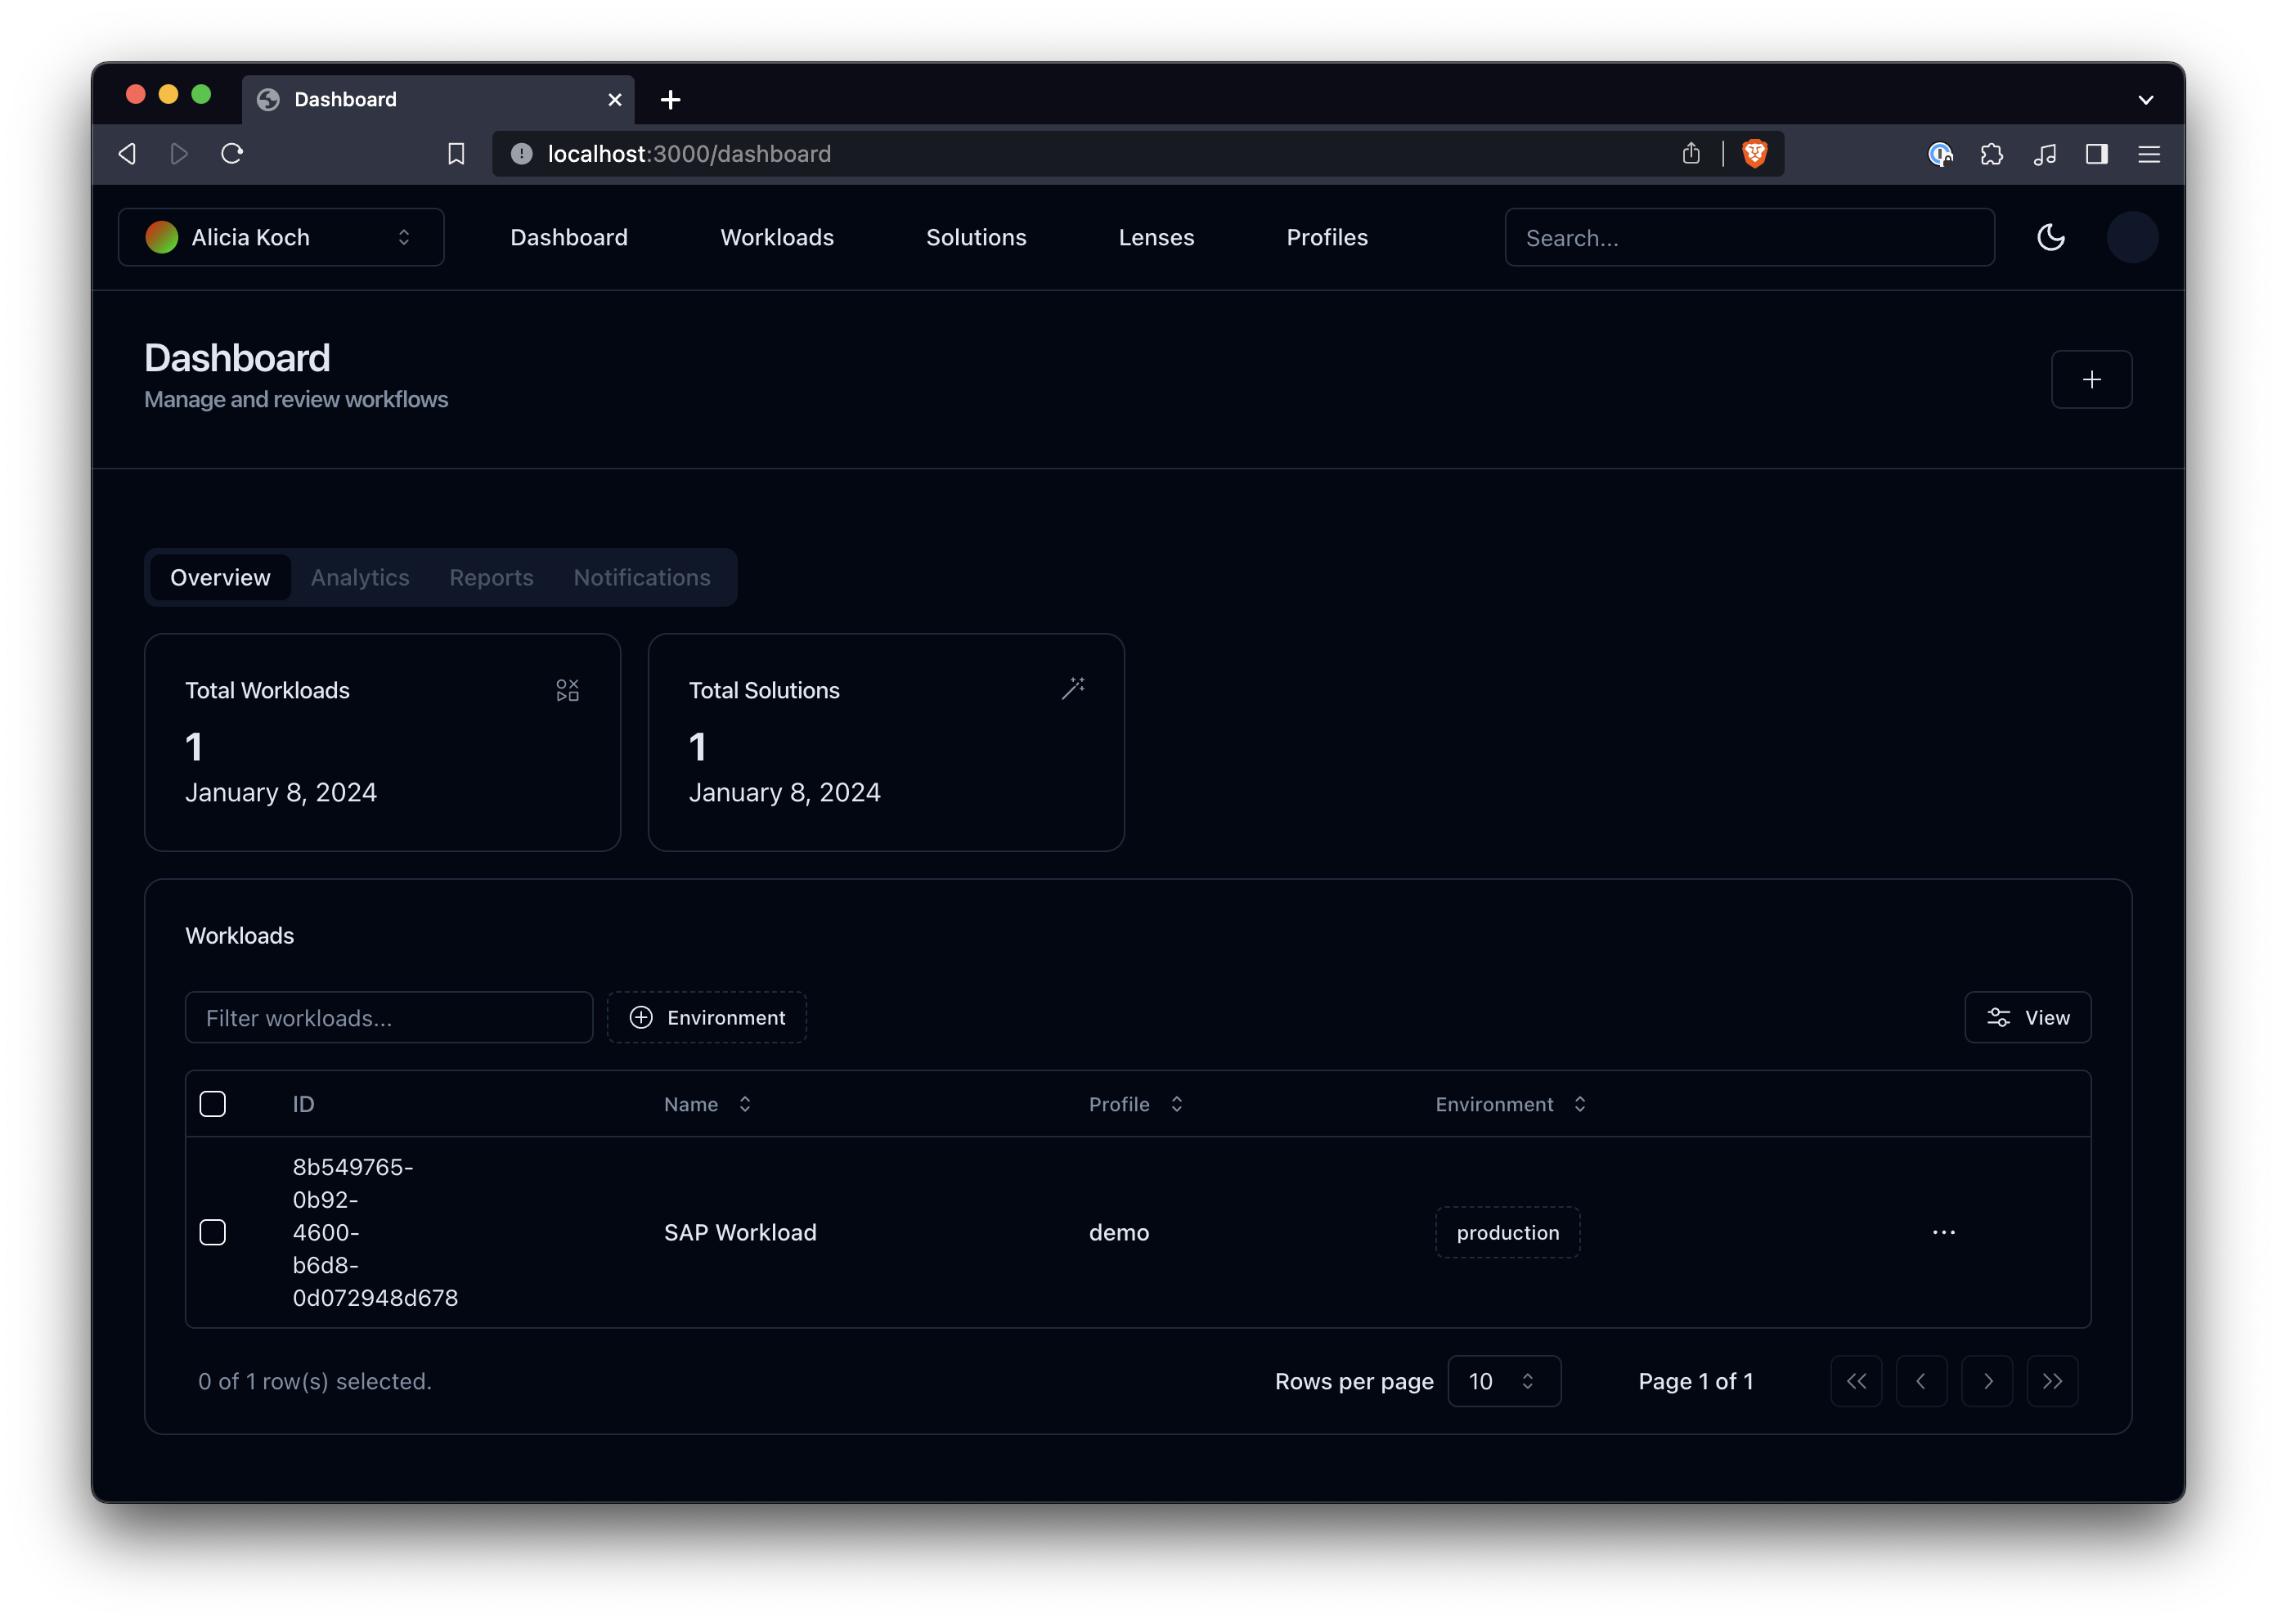 Dashboard
localhost:3000/dashboard
Alicia Koch
Dashboard
Workloads
Solutions
Lenses
Profiles
Search...
Dashboard
Manage and review workflows
Overview
Analytics
Reports
Notifications
Total Workloads
1
January 8, 2024
Total Solutions
1
January 8, 2024
Workloads
Filter workloads...
Environment
View
ID
Name
Profile
Environment
8b549765-
0b92-
4600-
b6d8-
0d072948d678
SAP Workload
demo
production
0 of 1 row(s) selected.
Rows per page
10
Page 1 of 1